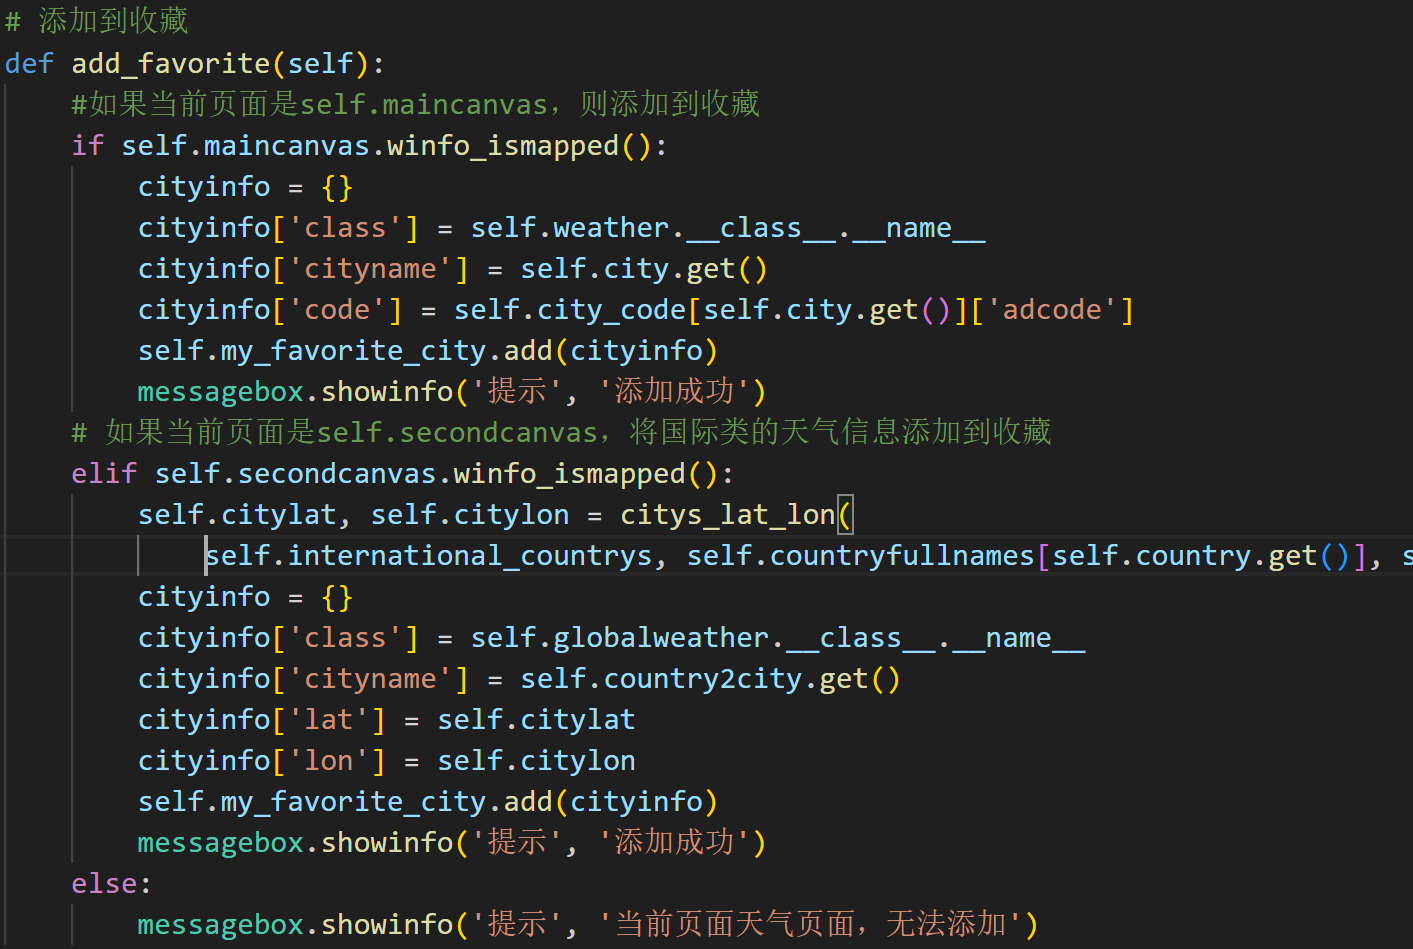 # 添加到收藏
def add_favorite(self):
#如果当前页面是self.maincanvas，则添加到收藏
if self.maincanvas.winfo_ismapped():
cityinfo = {}
cityinfo['class'] = self.weather.__class__.__name__
cityinfo['cityname'] = self.city.get()
cityinfo['code'] = self.city_code[self.city.get()]['adcode']
self.my_favorite_city.add(cityinfo)
messagebox.showinfo('提示', '添加成功')
# 如果当前页面是self.secondcanvas，将国际类的天气信息添加到收藏
elif self.secondcanvas.winfo_ismapped():
self.citylat, self.citylon = citys_lat_lon(
self.international_countrys, self.countryfullnames[self.country.get()], s
cityinfo = {}
cityinfo['class'] = self.globalweather.__class__.__name__
cityinfo['cityname'] = self.country2city.get()
cityinfo['lat'] = self.citylat
cityinfo['lon'] = self.citylon
self.my_favorite_city.add(cityinfo)
messagebox.showinfo('提示', '添加成功')
else:
messagebox.showinfo('提示', '当前页面天气页面，无法添加')